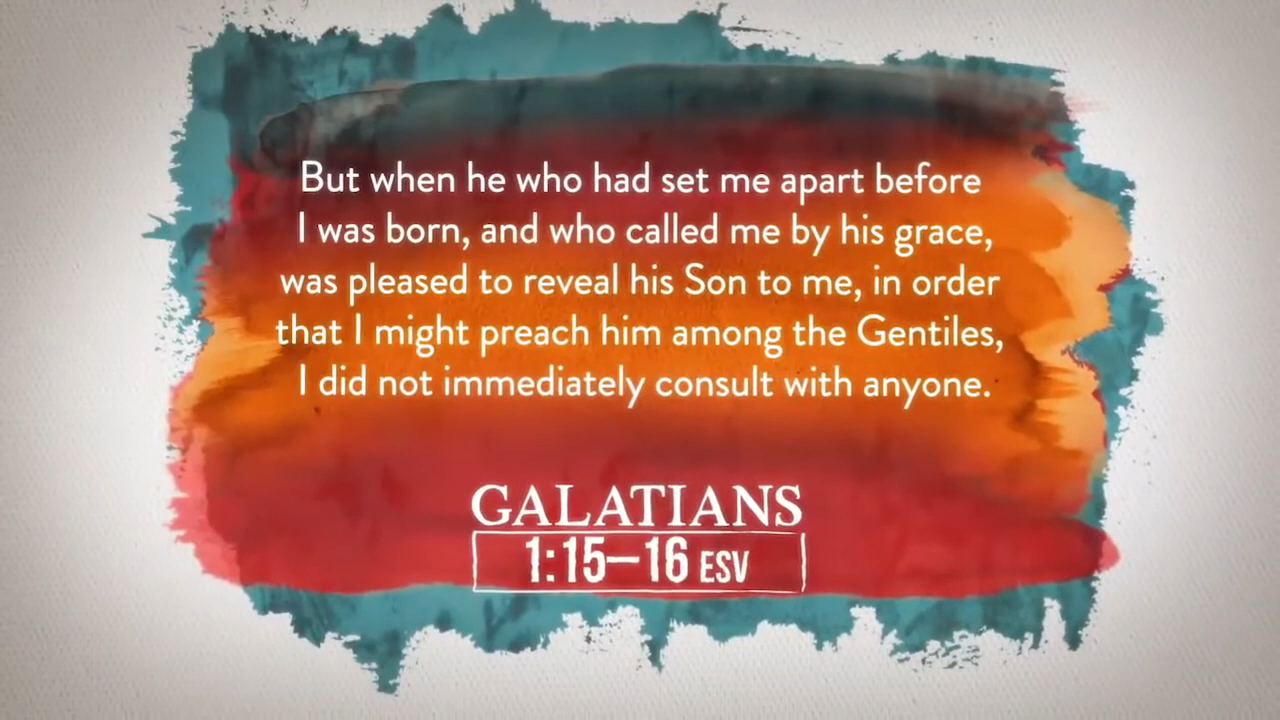 But when he who had set me apart before
I was born, and who called me by his grace,
was pleased to reveal his Son to me, in order
that I might preach him among the Gentiles,
I did not immediately consult with anyone.
GALATIANS
1:15–16 ESV